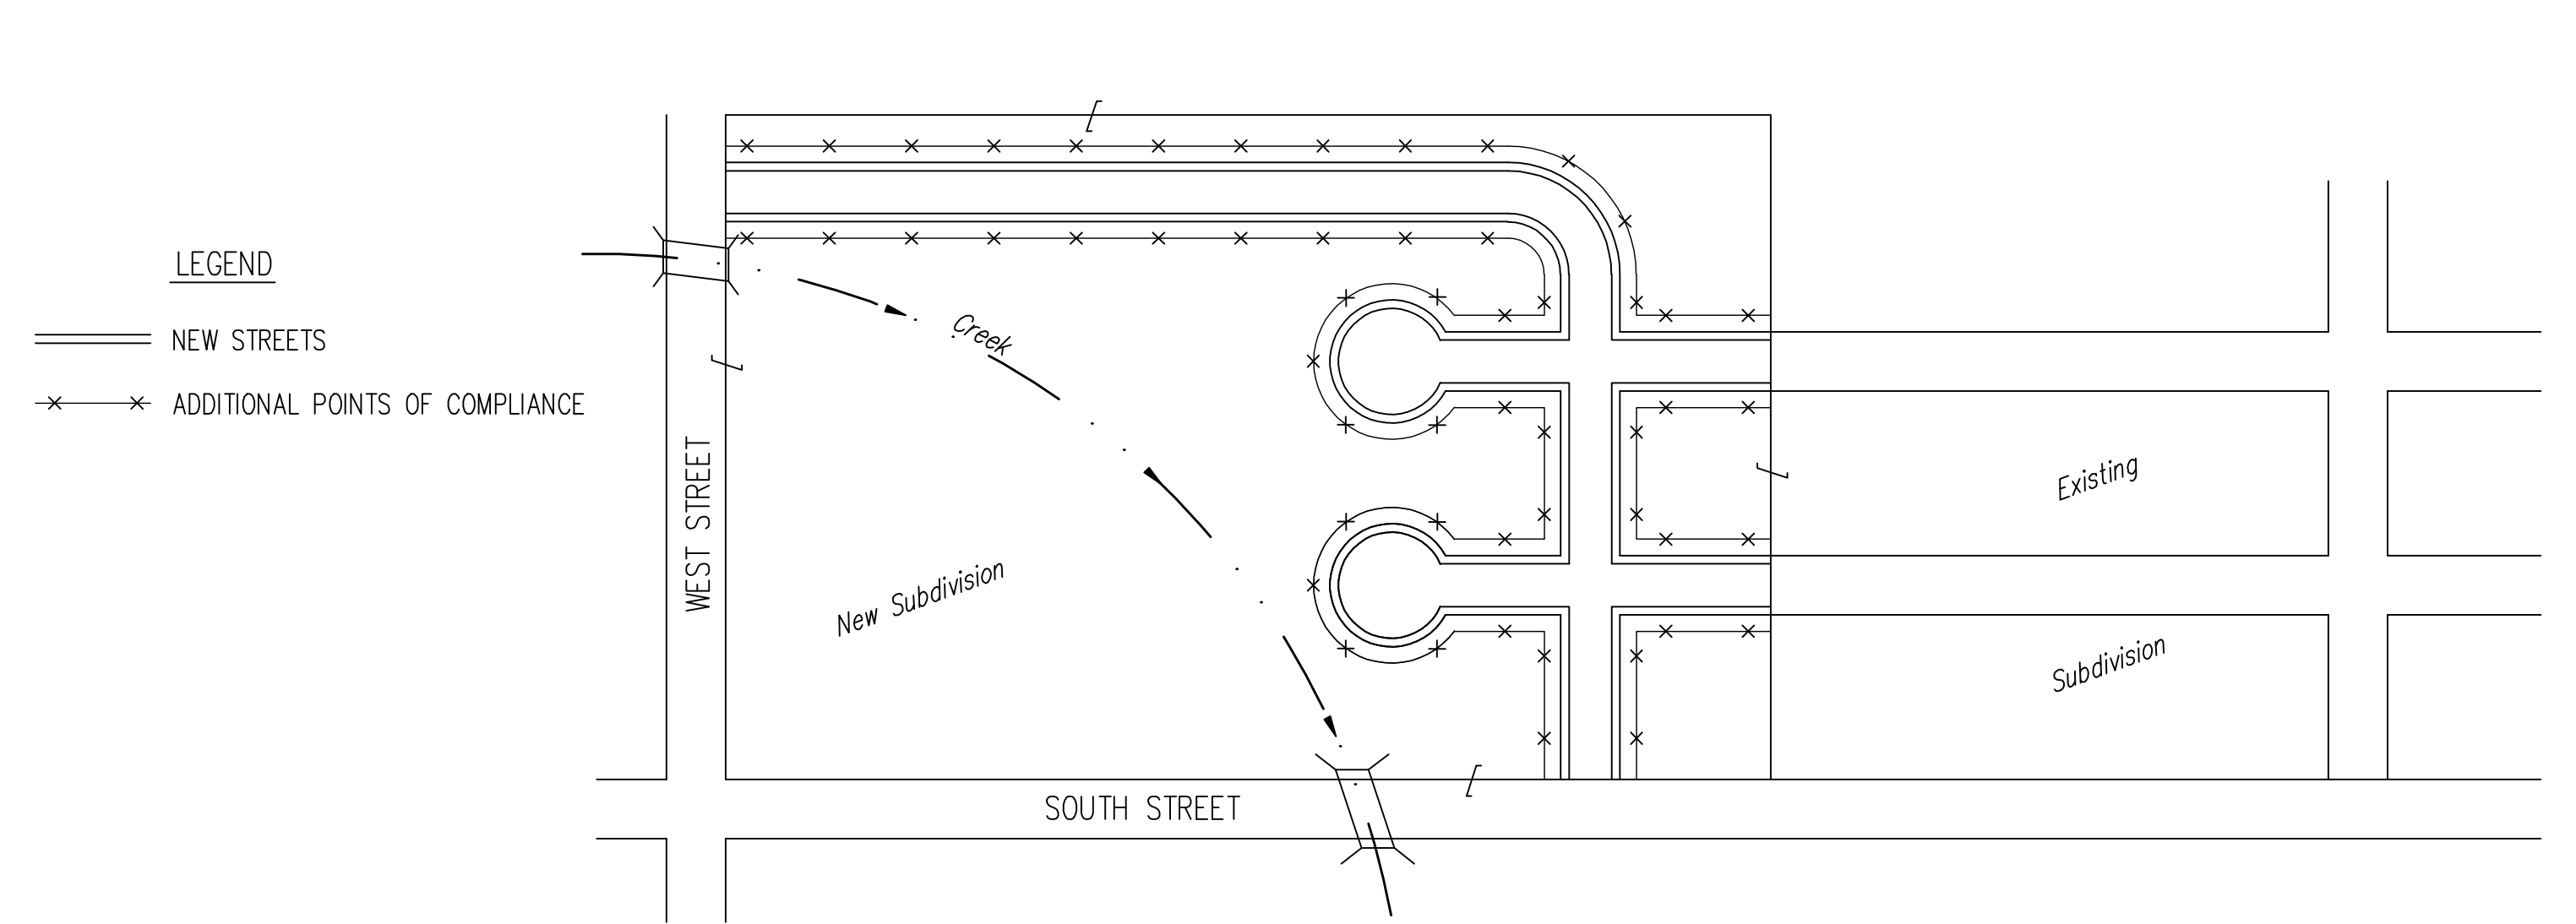 LEGEND
NEW STREETS
ADDITIONAL POINTS OF COMPLIANCE
WEST STREET
Creek
New Subdivision
SOUTH STREET
Existing
Subdivision